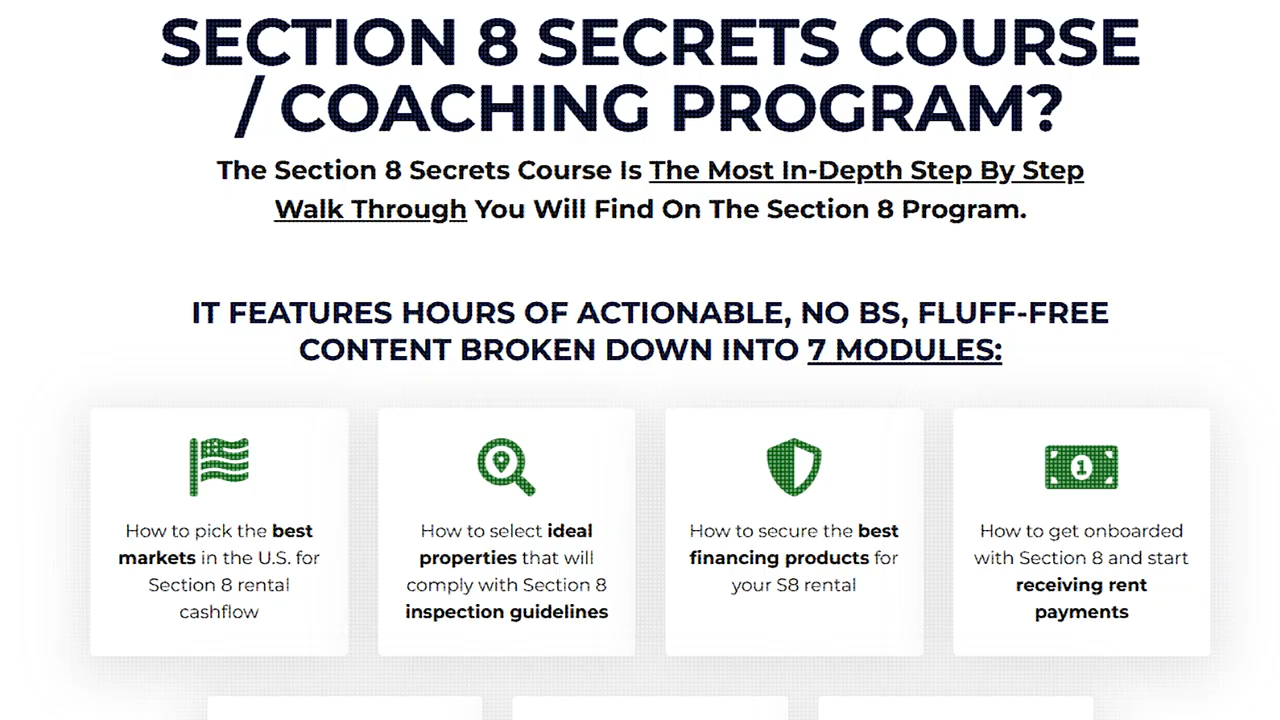 SECTION 8 SECRETS COURSE
/ COACHING PROGRAM?
The Section 8 Secrets Course Is The Most In-Depth Step By Step
Walk Through You Will Find On The Section 8 Program.
IT FEATURES HOURS OF ACTIONABLE, NO BS, FLUFF-FREE
CONTENT BROKEN DOWN INTO 7 MODULES:
How to pick the best
markets in the U.S. for
Section 8 rental
cashflow
How to select ideal
properties that will
comply with Section 8
inspection guidelines
How to secure the best
financing products for
your S8 rental
1
How to get onboarded
with Section 8 and start
receiving rent
payments